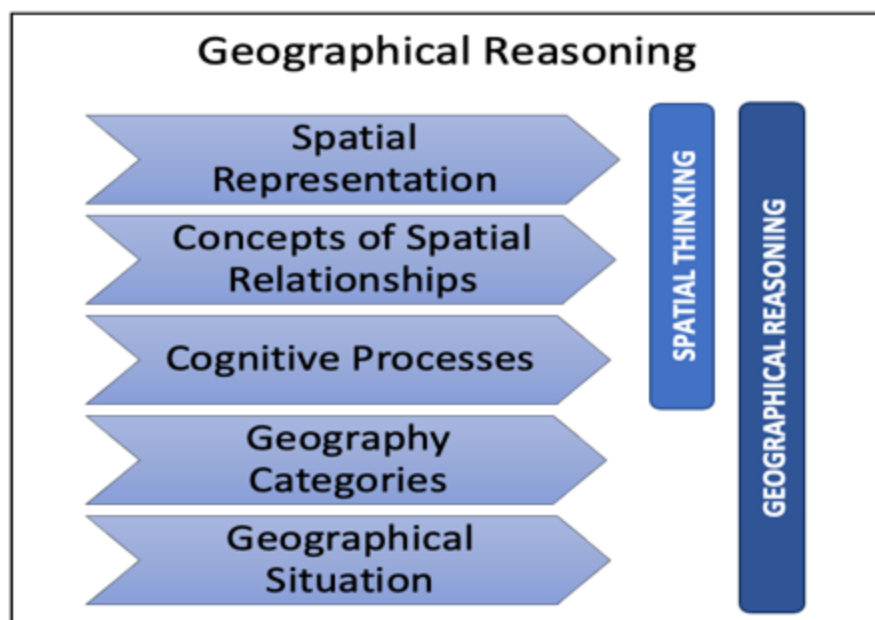 Geographical Reasoning
Spatial
Representation
Concepts of Spatial
Relationships
Cognitive Processes
Geography
Categories
Geographical
Situation
SPATIAL THINKING
GEOGRAPHICAL REASONING